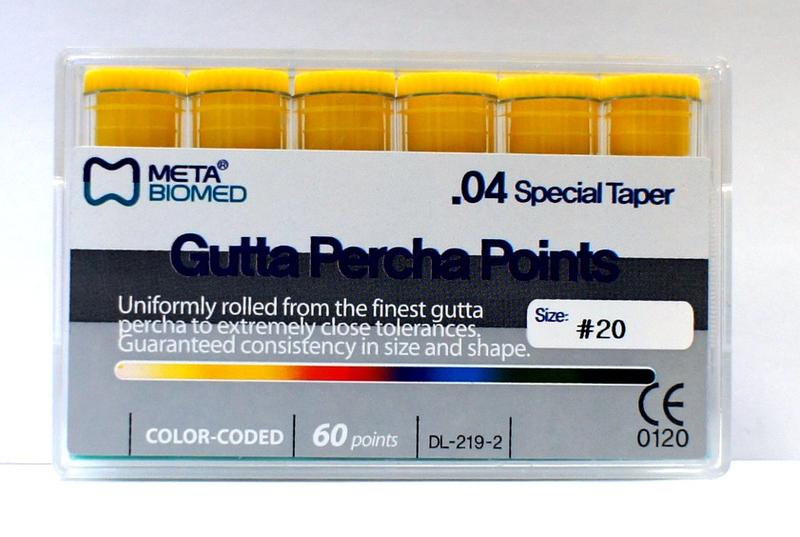 META®
BIOMED
.04 Special Taper
Gutta Percha Points
Uniformly rolled from the finest gutta
percha to extremely close tolerances.
Guaranteed consistency in size and shape.
Size: #20
CE
0120
COLOR-CODED
60 points
DL-219-2